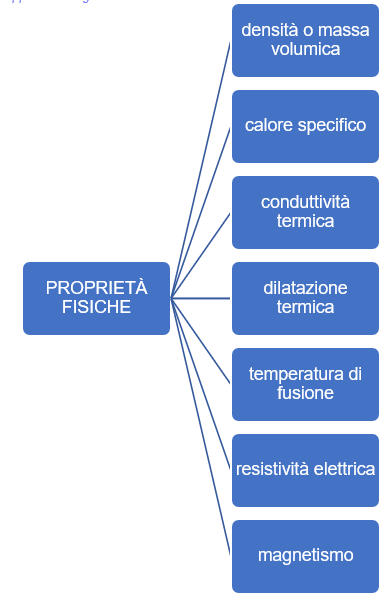 densità o massa
volumica
calore specifico
conduttività
termica
PROPRIETÀ
FISICHE
dilatazione
termica
temperatura di
fusione
resistività elettrica
magnetismo